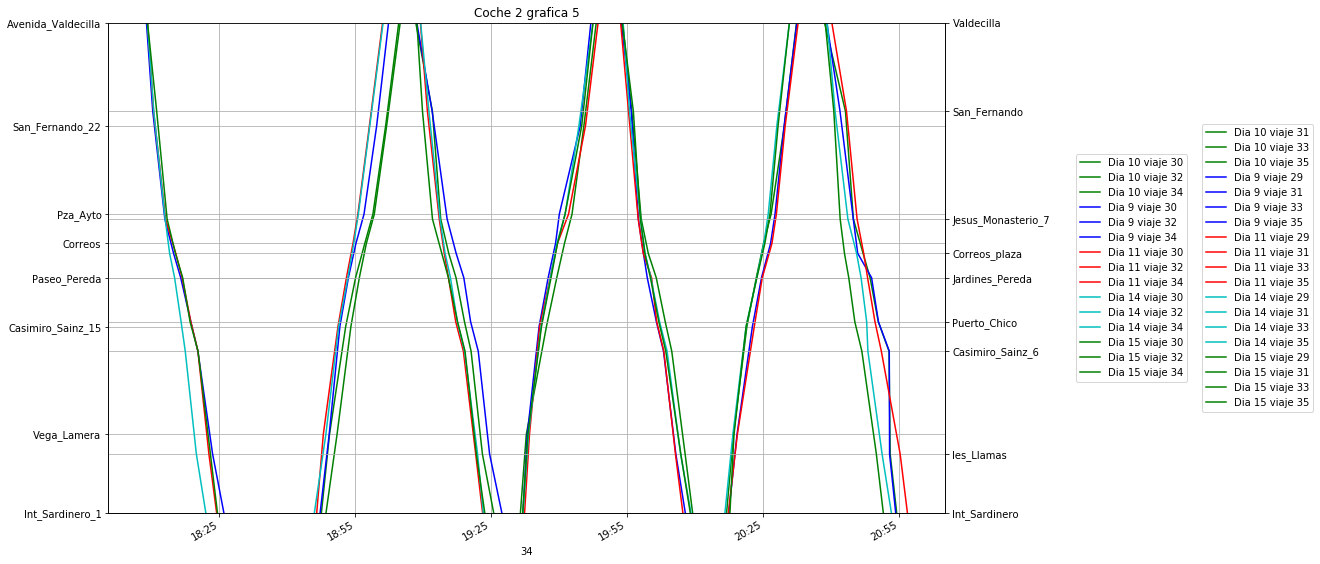 Coche 2 grafica 5
Avenida_Valdecilla
San_Fernando_22
Pza_Ayto
Correos
Paseo_Pereda
Casimiro_Sainz_15
Vega_Lamera
Int_Sardinero_1
Valdecilla
San_Fernando
Jesus_Monasterio_7
Correos_plaza
Jardines_Pereda
Puerto_Chico
Casimiro_Sainz_6
Ies_Llamas
Int_Sardinero
18:25
18:55
19:25
19:55
20:25
20:55
34
Dia 10 viaje 30
Dia 10 viaje 32
Dia 10 viaje 34
Dia 9 viaje 30
Dia 9 viaje 32
Dia 9 viaje 34
Dia 11 viaje 30
Dia 11 viaje 32
Dia 11 viaje 34
Dia 14 viaje 30
Dia 14 viaje 32
Dia 14 viaje 34
Dia 15 viaje 30
Dia 15 viaje 32
Dia 15 viaje 34
Dia 10 viaje 31
Dia 10 viaje 33
Dia 10 viaje 35
Dia 9 viaje 29
Dia 9 viaje 31
Dia 9 viaje 33
Dia 9 viaje 35
Dia 11 viaje 29
Dia 11 viaje 31
Dia 11 viaje 33
Dia 11 viaje 35
Dia 14 viaje 29
Dia 14 viaje 31
Dia 14 viaje 33
Dia 14 viaje 35
Dia 15 viaje 29
Dia 15 viaje 31
Dia 15 viaje 33
Dia 15 viaje 35